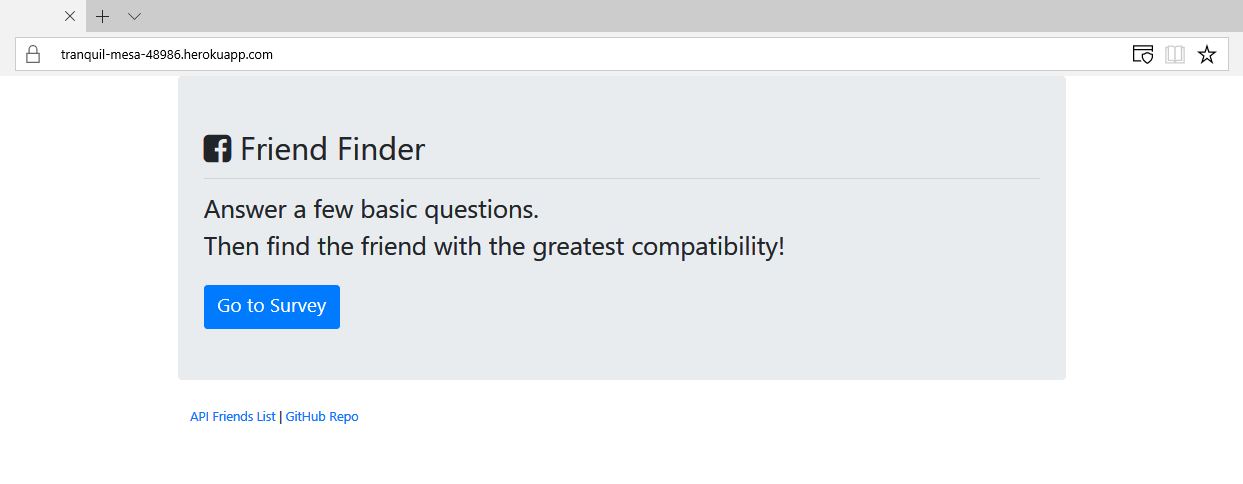 tranquil-mesa-48986.herokuapp.com
Friend Finder
Answer a few basic questions.
Then find the friend with the greatest compatibility!
Go to Survey
API Friends List | GitHub Repo